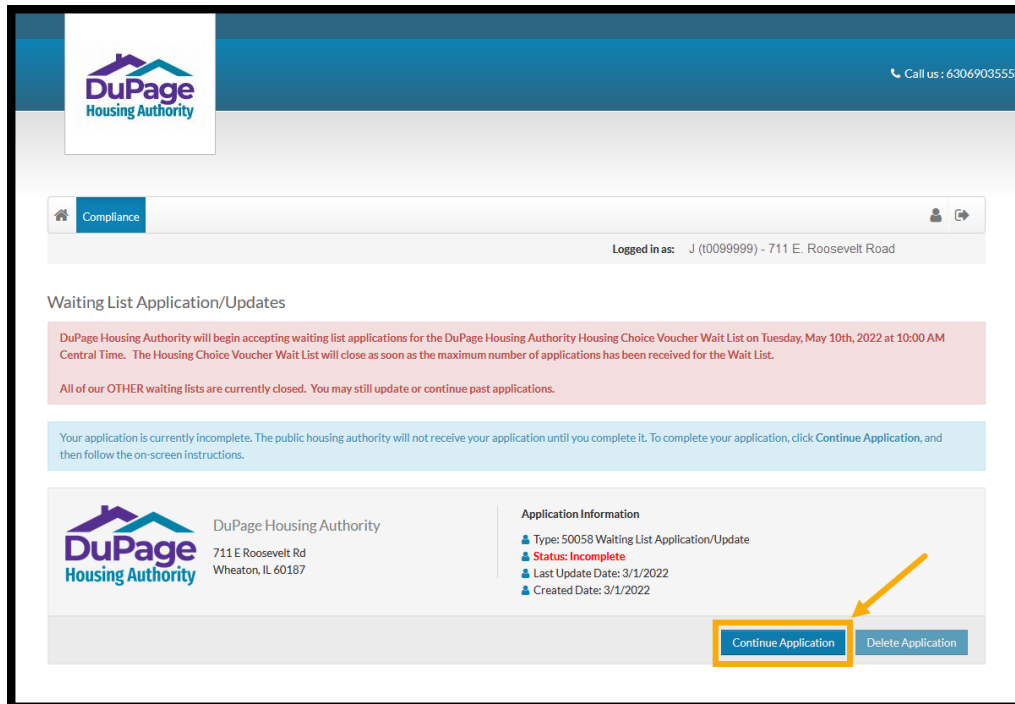 DuPage
Housing Authority
Call us : 6306903555
Compliance
Logged in as: J (t0099999) - 711 E. Roosevelt Road
Waiting List Application/Updates
DuPage Housing Authority will begin accepting waiting list applications for the DuPage Housing Authority Housing Choice Voucher Wait List on Tuesday, May 10th, 2022 at 10:00 AM
Central Time. The Housing Choice Voucher Wait List will close as soon as the maximum number of applications has been received for the Wait List.
All of our OTHER waiting lists are currently closed. You may still update or continue past applications.
Your application is currently incomplete. The public housing authority will not receive your application until you complete it. To complete your application, click Continue Application, and
then follow the on-screen instructions.
DuPage
Housing Authority
DuPage Housing Authority
711 E Roosevelt Rd
Wheaton, IL 60187
Application Information
Type: 50058 Waiting List Application/Update
Status: Incomplete
Last Update Date: 3/1/2022
Created Date: 3/1/2022
Continue Application
Delete Application